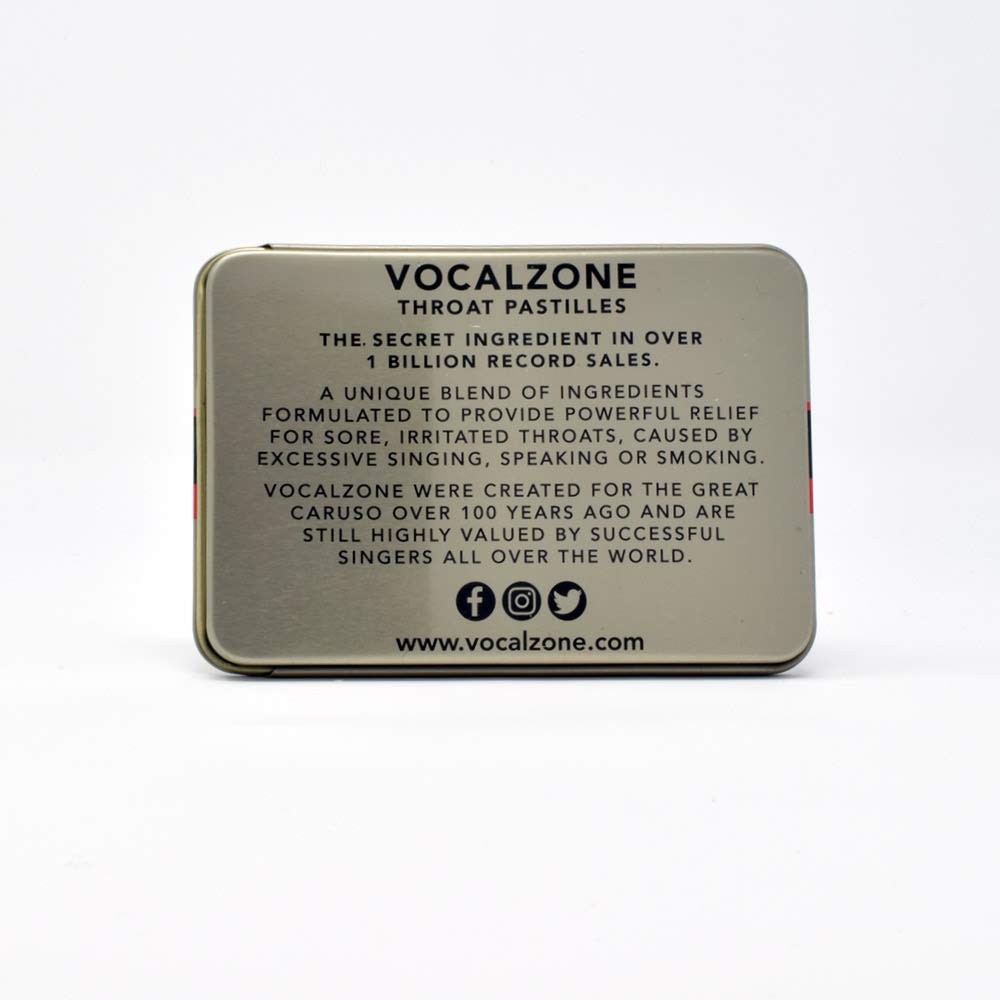 VOCALZONE
THROAT PASTILLES
THE. SECRET INGREDIENT IN OVER
1 BILLION RECORD SALES.
A UNIQUE BLEND OF INGREDIENTS
FORMULATED TO PROVIDE POWERFUL RELIEF
FOR SORE, IRRITATED THROATS, CAUSED BY
EXCESSIVE SINGING, SPEAKING OR SMOKING.
VOCALZONE WERE CREATED FOR THE GREAT
CARUSO OVER 100 YEARS AGO AND ARE
STILL HIGHLY VALUED BY SUCCESSFUL
SINGERS ALL OVER THE WORLD.
www.vocalzone.com